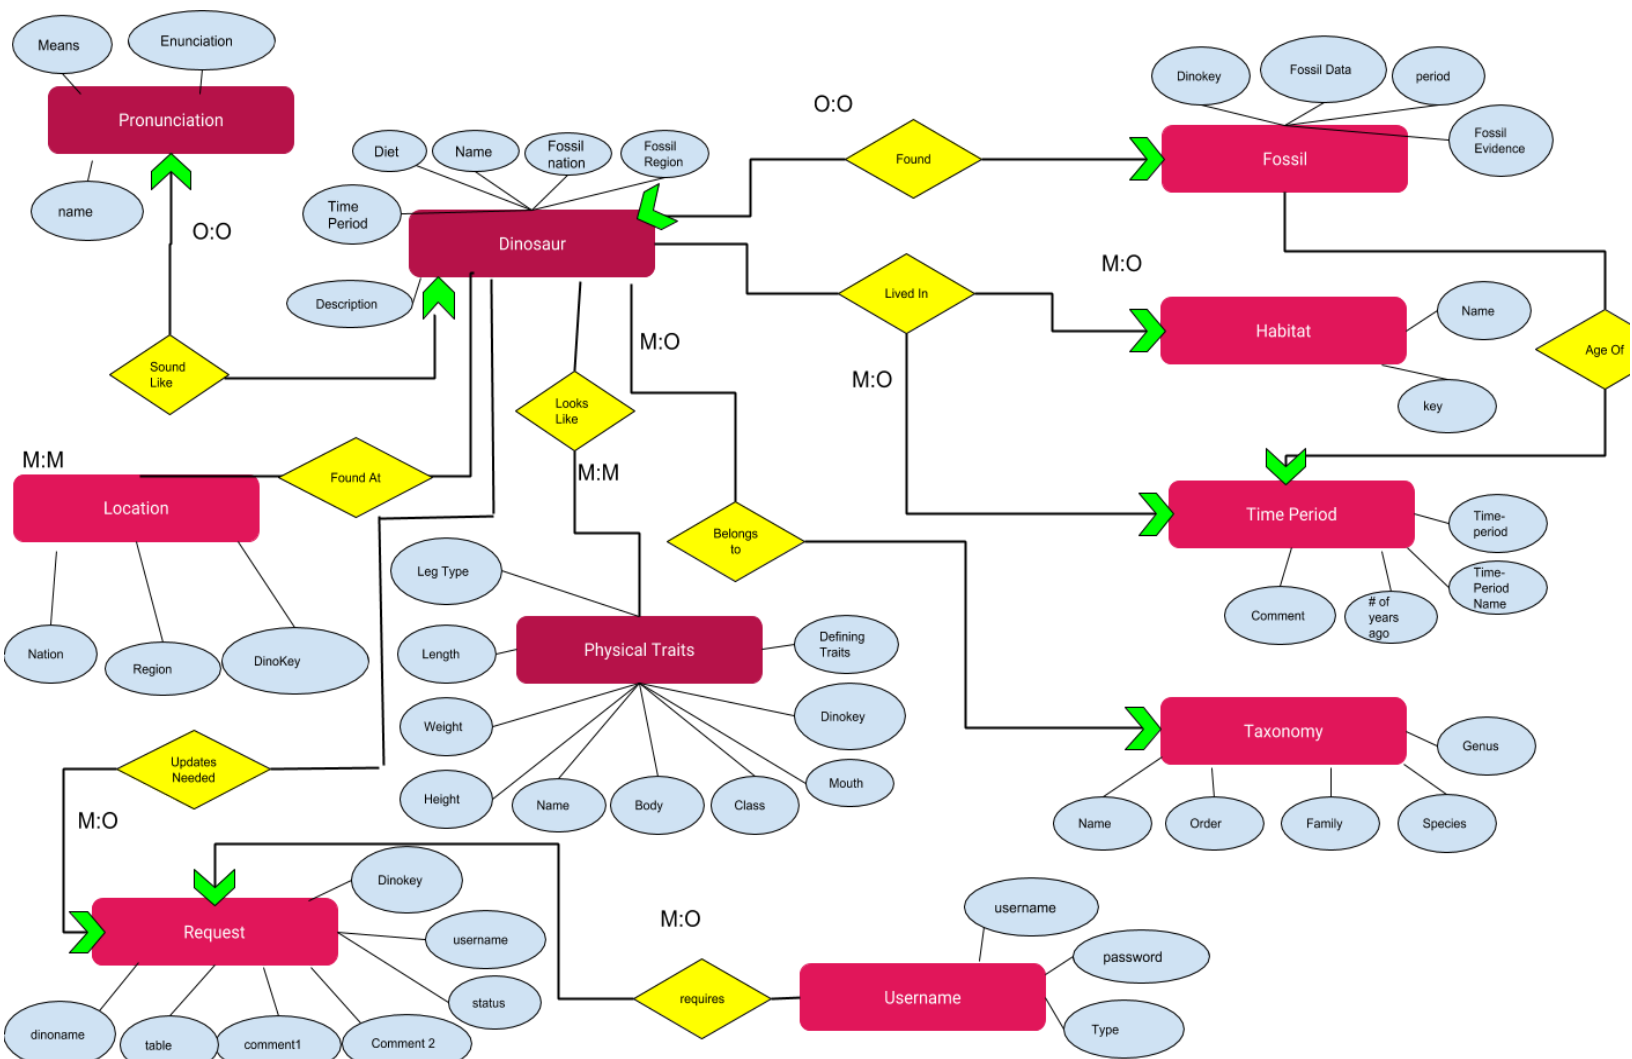 Means
Enunciation
Pronunciation
name
O:O
Sound
Like
Diet
Name
Fossil
nation
Fossil
Region
Time
Period
Dinosaur
Description
O:O
Found
Dinokey
Fossil Data
period
Fossil
Evidence
Fossil
Lived In
M:O
Habitat
Name
key
Age Of
M:O
M:O
Looks
Like
M:M
M:M
Found At
Location
Nation
Region
DinoKey
Belongs
to
Time Period
Time-
period
Time-
Period
Name
Comment
# of
years
ago
Leg Type
Length
Physical Traits
Defining
Traits
Weight
Dinokey
Height
Name
Body
Class
Mouth
Taxonomy
Genus
Name
Order
Family
Species
Updates
Needed
M:O
Dinokey
Request
username
status
dinoname
table
comment1
Comment 2
M:O
requires
Username
username
password
Type